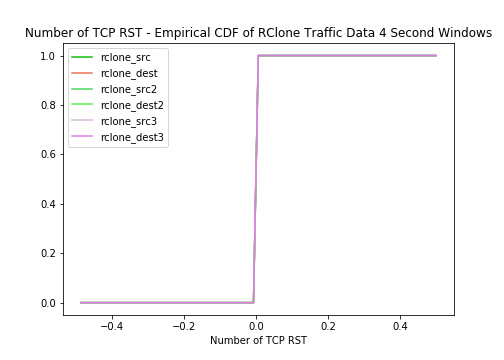 Number of TCP RST - Empirical CDF of RClone Traffic Data 4 Second Windows
1.0
0.8
0.6
0.4
0.2
0.0
rclone_src
rclone_dest
rclone_src2
rclone_dest2
rclone_src3
rclone_dest3
−0.4 −0.2 0.0 0.2 0.4
Number of TCP RST